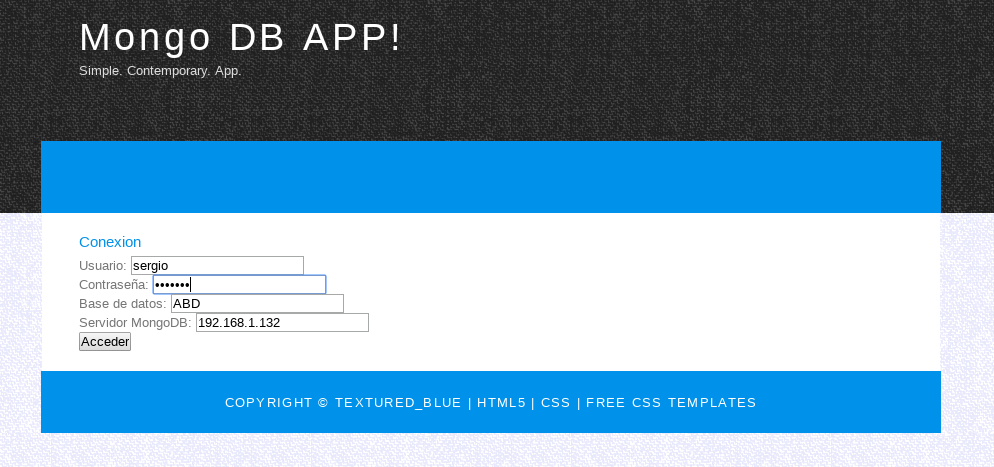 Mongo DB APP!
Simple. Contemporary. App.
Conexion
Usuario: sergio
Contraseña: •••••••
Base de datos: ABD
Servidor MongoDB: 192.168.1.132
Acceder
COPYRIGHT © TEXTURED_BLUE | HTML5 | CSS | FREE CSS TEMPLATES